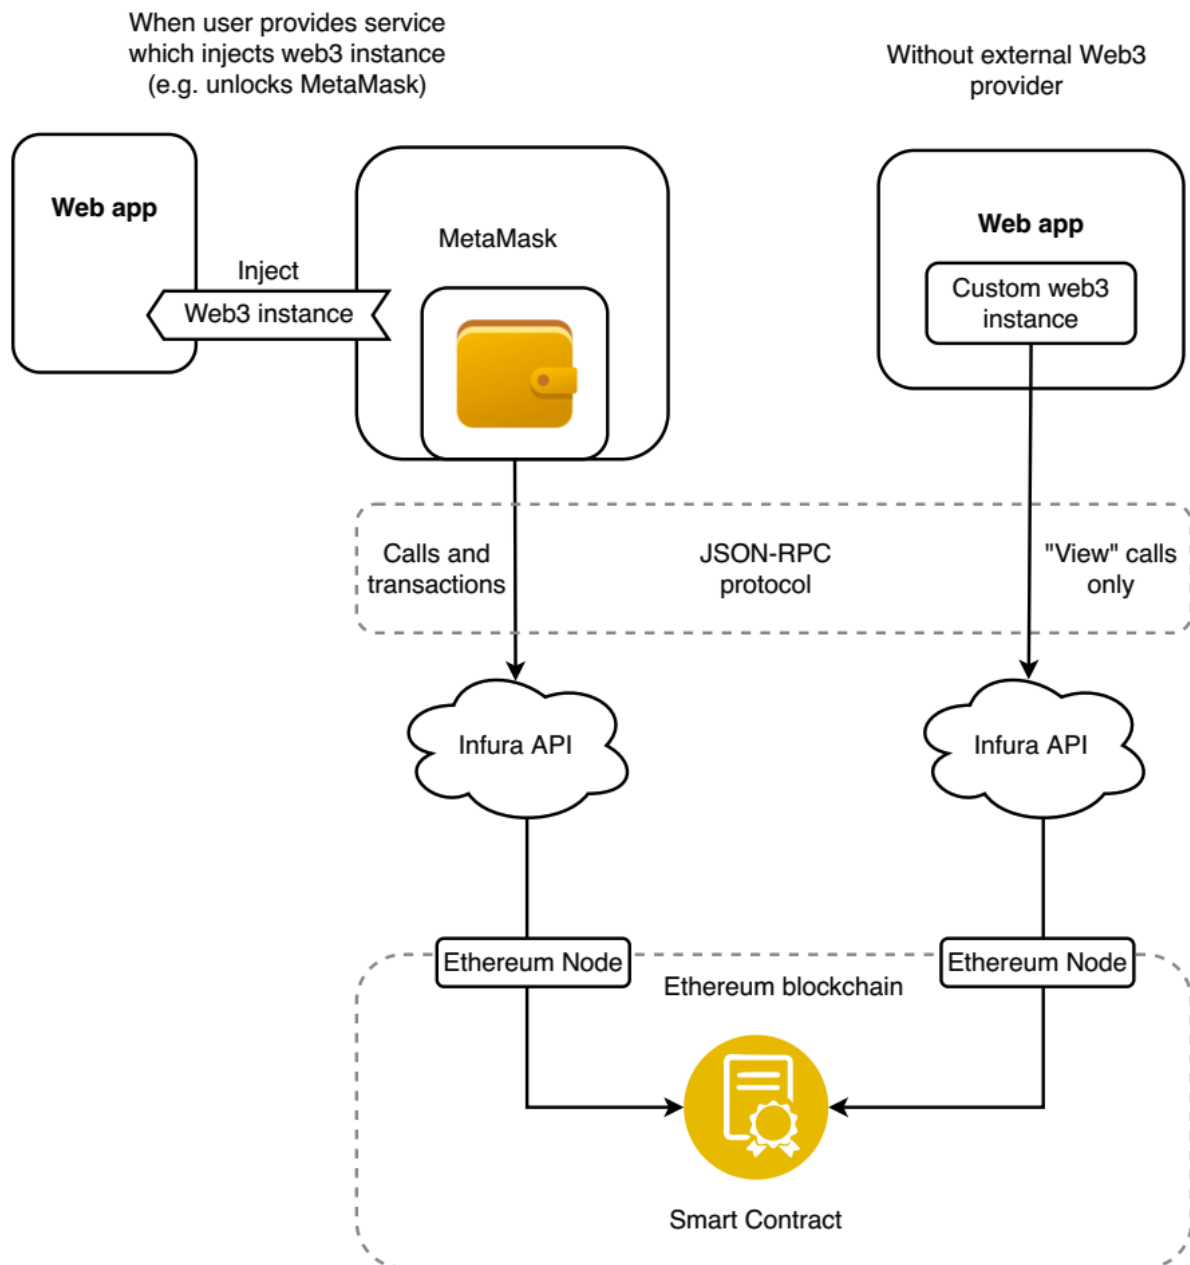 When user provides service
which injects web3 instance
(e.g. unlocks MetaMask)
Without external Web3
provider
Web app
MetaMask
Web app
Inject
Web3 instance
Custom web3
instance
Calls and
transactions
JSON-RPC
protocol
"View" calls
only
Infura API
Infura API
Ethereum Node
Ethereum Node
Ethereum blockchain
Smart Contract